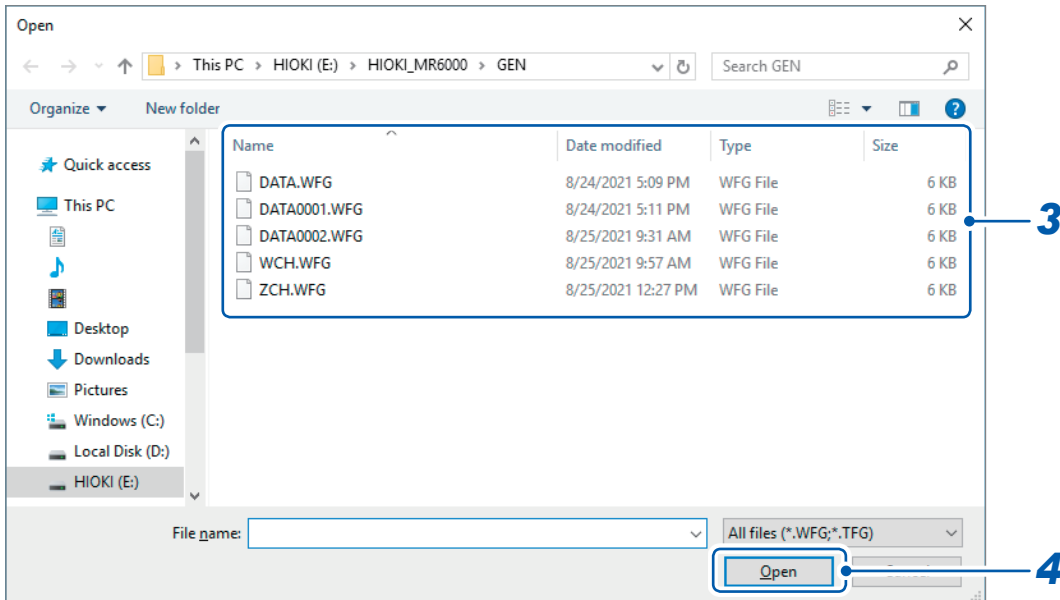 Open
This PC > HIOKI (E:) > HIOKI_MR6000 > GEN
Search GEN
Organize
New folder
Name Date modified Type Size
Quick access
This PC
Desktop
Downloads
Pictures
Windows (C:)
Local Disk (D:)
HIOKI (E:)
DATA.WFG 8/24/2021 5:09 PM WFG File 6 KB
DATA0001.WFG 8/24/2021 5:11 PM WFG File 6 KB
DATA0002.WFG 8/25/2021 9:31 AM WFG File 6 KB
WCH.WFG 8/25/2021 9:57 AM WFG File 6 KB
ZCH.WFG 8/25/2021 12:27 PM WFG File 6 KB
3
File name:
All files (*.WFG;*.TFG)
Open
4